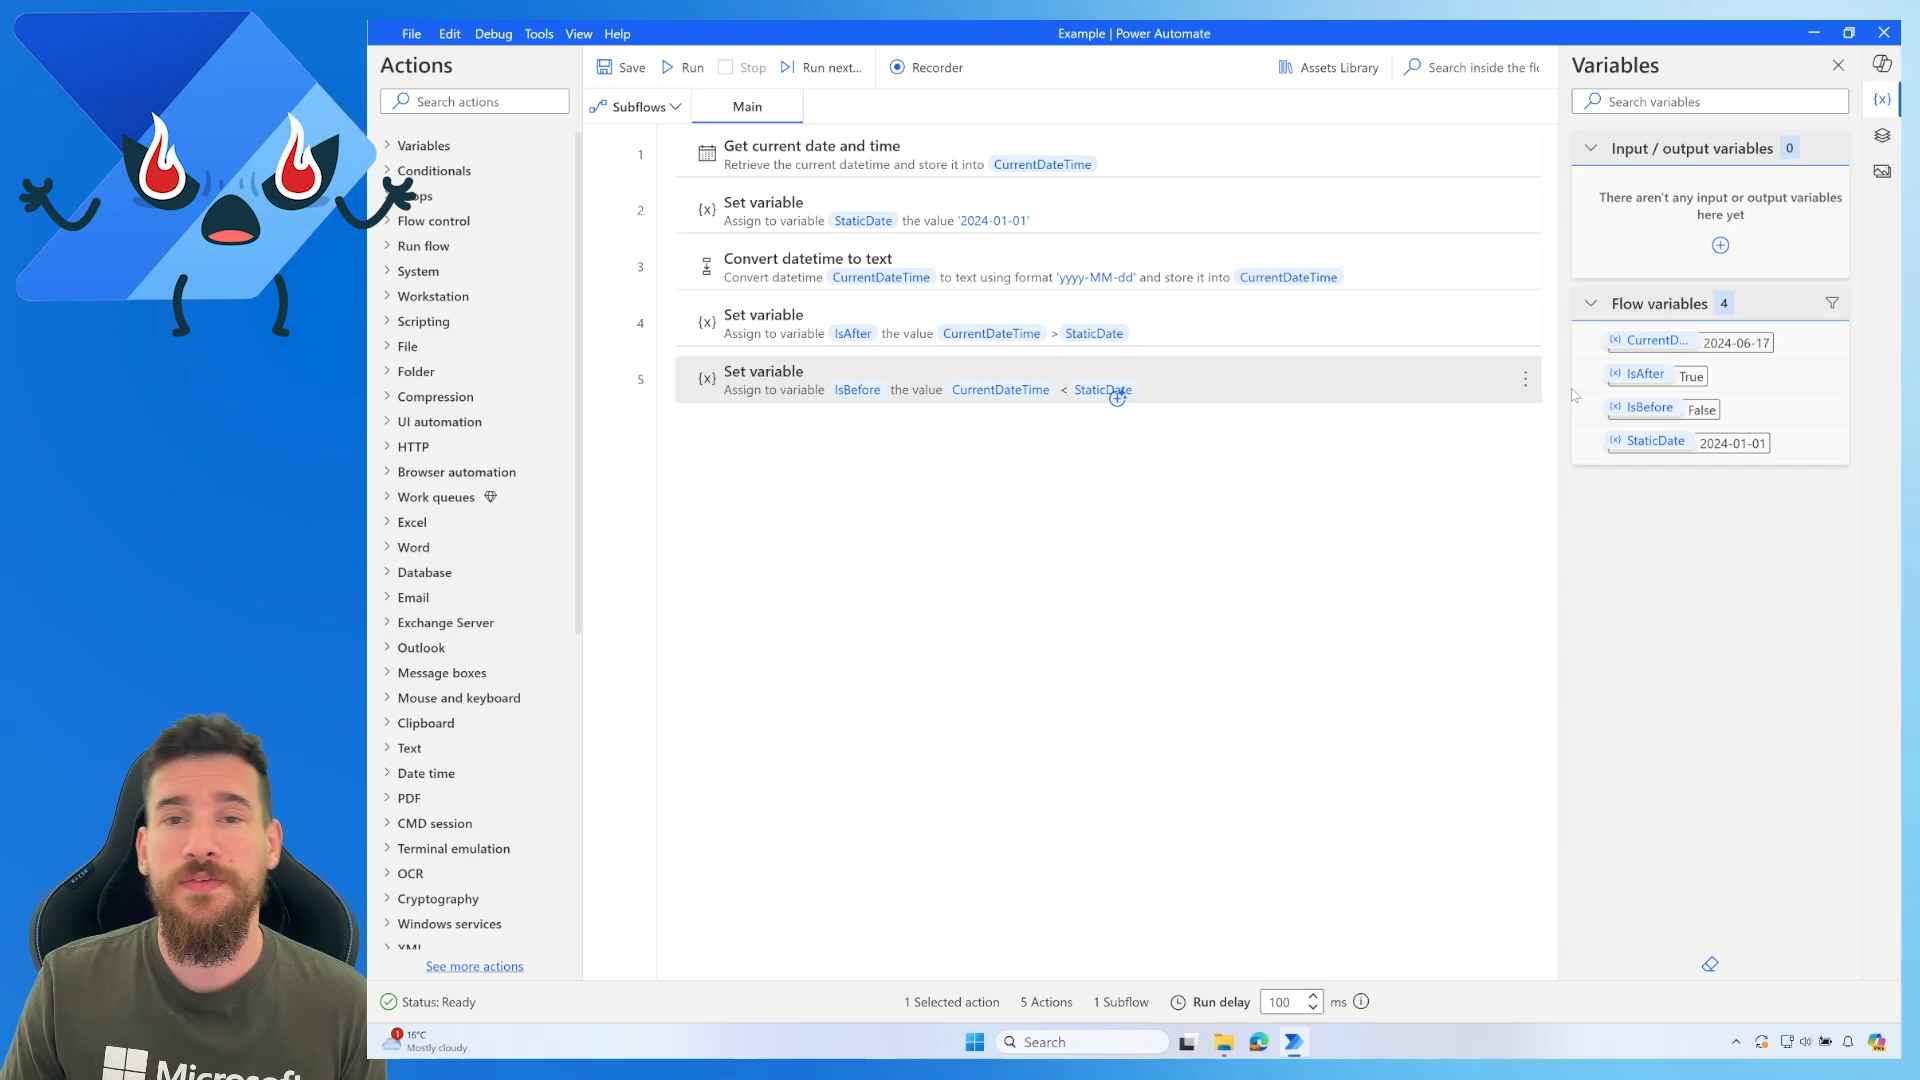 File Edit Debug Tools View Help
Example | Power Automate
Actions
Search actions
Variables
Conditionals
Flow control
Run flow
System
Workstation
Scripting
File
Folder
Compression
UI automation
HTTP
Browser automation
Work queues
Excel
Word
Database
Email
Exchange Server
Outlook
Message boxes
Mouse and keyboard
Clipboard
Text
Date time
PDF
CMD session
Terminal emulation
OCR
Cryptography
Windows services
XML
See more actions
Save Run Stop Run next... Recorder
Assets Library Search inside the flo
Subflows Main
1
Get current date and time
Retrieve the current datetime and store it into CurrentDateTime
2
Set variable
{x}
Assign to variable StaticDate the value '2024-01-01'
3
Convert datetime to text
Convert datetime CurrentDateTime to text using format 'yyyy-MM-dd' and store it into CurrentDateTime
4
Set variable
{x}
Assign to variable IsAfter the value CurrentDateTime > StaticDate
5
Set variable
{x}
Assign to variable IsBefore the value CurrentDateTime < StaticDate
Variables
Search variables
{x}
Input / output variables 0
There aren't any input or output variables
here yet
Flow variables 4
(x) CurrentD... 2024-06-17
(x) IsAfter True
(x) IsBefore False
(x) StaticDate 2024-01-01
Status: Ready
1 Selected action 5 Actions 1 Subflow Run delay 100 ms
1
16°C
Mostly cloudy
Search
Microsoft